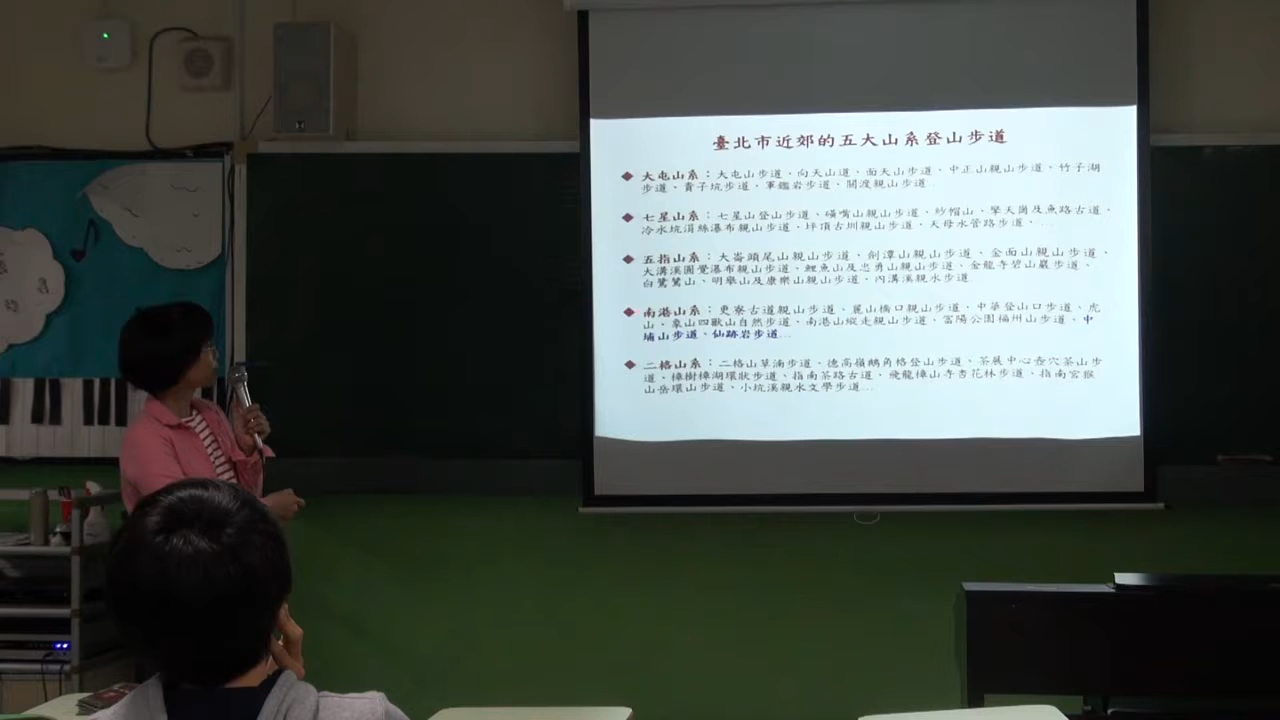 臺北市近郊的五大山系登山步道
大屯山系：大屯山步道、向天山道、面天山步道、中正山親山步道、竹子湖
步道、貴子坑步道、軍艦岩步道、關渡親山步道…
七星山系：七星山登山步道、磺嘴山親山步道、紗帽山、擎天崗及魚路古道、
冷水坑涓絲瀑布親山步道、坪頂古圳親山步道、天母水管路步道、…
五指山系：大崙頭尾山親山步道、劍潭山親山步道、金面山親山步道、
大溝溪圓覺瀑布親山步道、鯉魚山及忠勇山親山步道、金龍寺碧山巖步道、
白鷺鷥山、明舉山及康樂山親山步道、內溝溪親水步道…
南港山系：更寮古道親山步道、麗山橋口親山步道、中華登山口步道、虎
山、象山四獸山自然步道、南港山縱走親山步道、富陽公園福州山步道、中
埔山步道、仙跡岩步道…
二格山系：二格山草湳步道、德高嶺鵝角格登山步道、茶展中心壺穴茶山步
道、樟樹樟湖環狀步道、指南茶路古道、飛龍樟山寺杏花林步道、指南宮猴
山岳環山步道、小坑溪親水文學步道…